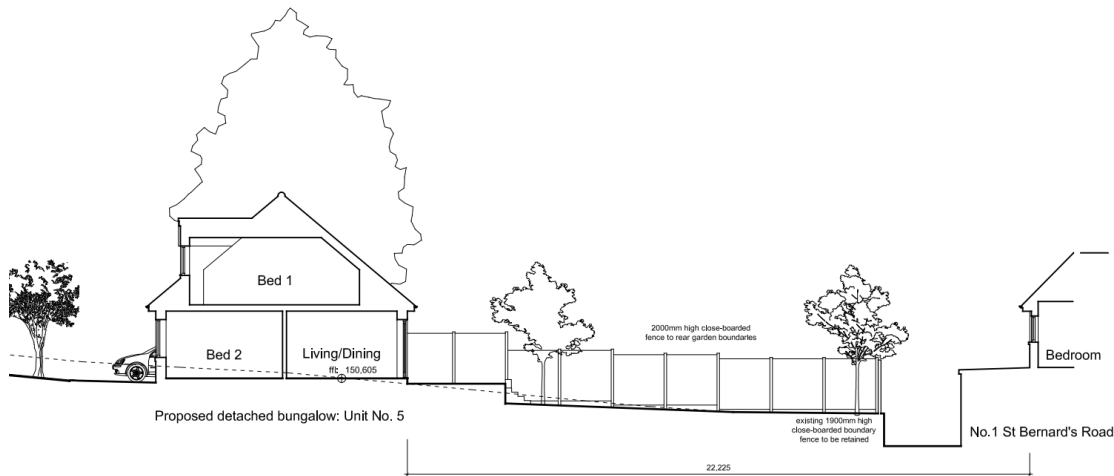 Bed 1
Bed 2
Living/Dining
ffl: 150,605
2000mm high close-boarded
fence to rear garden boundaries
Bedroom
Proposed detached bungalow: Unit No. 5
existing 1900mm high
close-boarded boundary
fence to be retained
No.1 St Bernard's Road
22,225